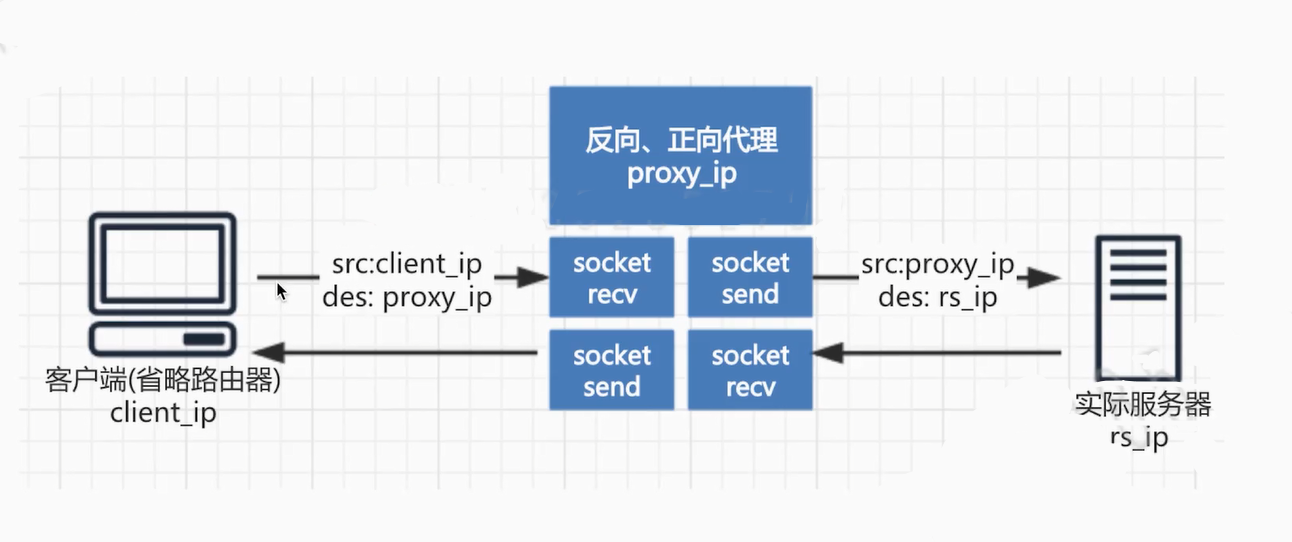 反向、正向代理
proxy_ip
src:client_ip
des: proxy_ip
socket
recv
socket
send
src:proxy_ip
des: rs_ip
socket
send
socket
recv
客户端(省略路由器)
client_ip
实际服务器
rs_ip